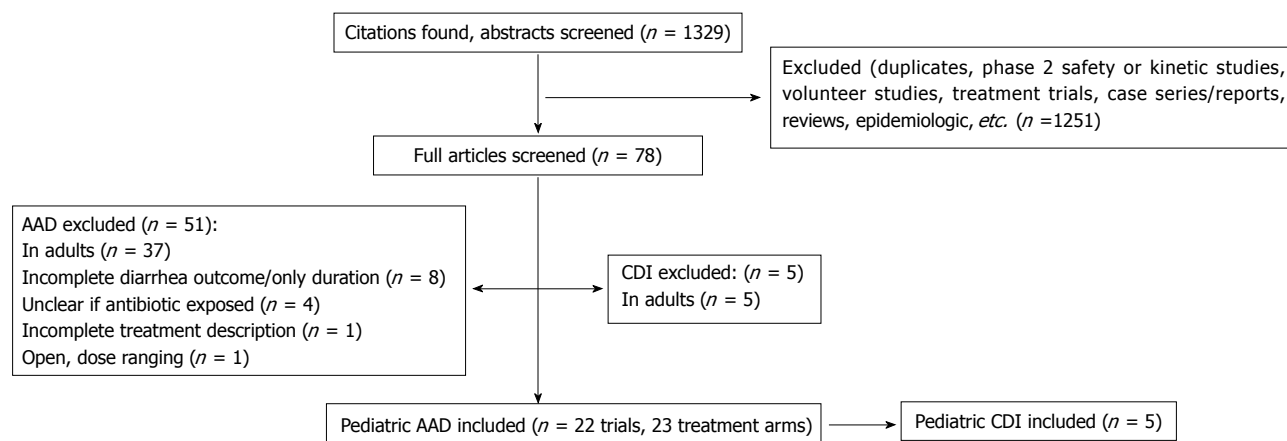 Citations found, abstracts screened (n = 1329)
Excluded (duplicates, phase 2 safety or kinetic studies,
volunteer studies, treatment trials, case series/reports,
reviews, epidemiologic, etc. (n =1251)
Full articles screened (n = 78)
AAD excluded (n = 51):
In adults (n = 37)
Incomplete diarrhea outcome/only duration (n = 8)
Unclear if antibiotic exposed (n = 4)
Incomplete treatment description (n = 1)
Open, dose ranging (n = 1)
CDI excluded: (n = 5)
In adults (n = 5)
Pediatric AAD included (n = 22 trials, 23 treatment arms)
Pediatric CDI included (n = 5)